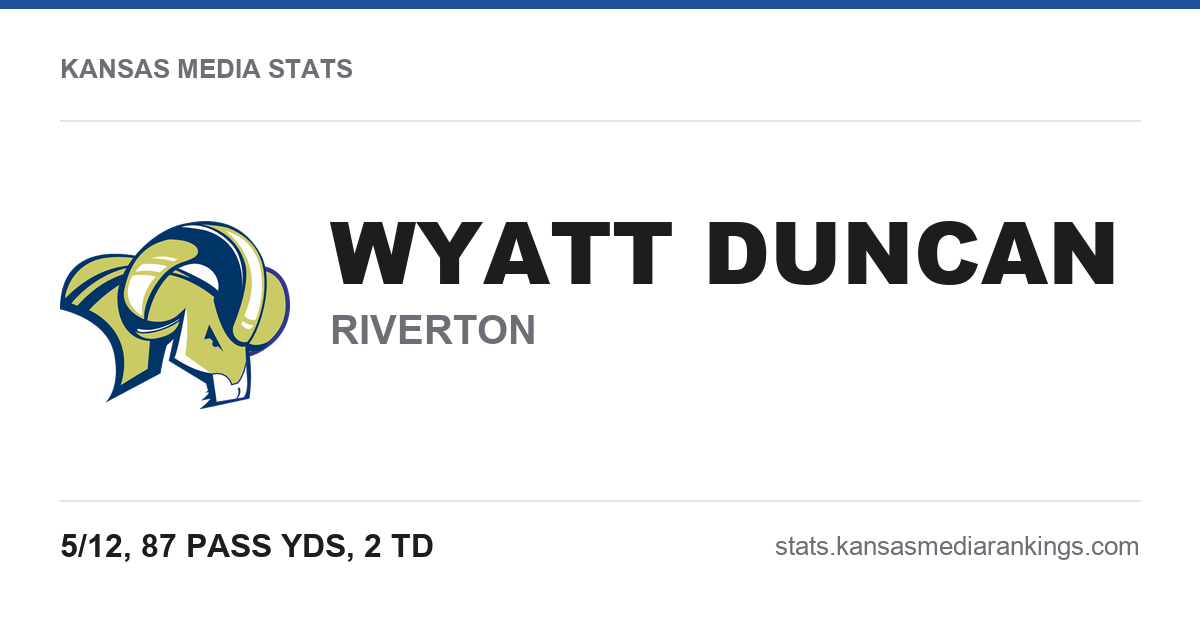 KANSAS MEDIA STATS
WYATT DUNCAN
RIVERTON
5/12, 87 PASS YDS, 2 TD
stats.kansasmediarankings.com